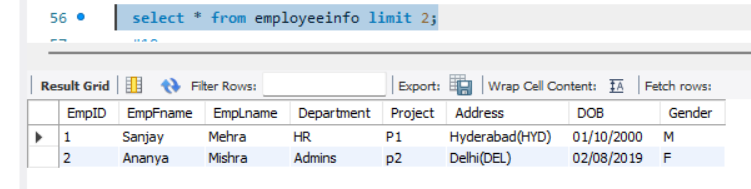 56 select * from employeeinfo limit 2;
Result Grid Filter Rows: Export: Wrap Cell Content: Fetch rows:
EmpID EmpFname EmpLname Department Project Address DOB Gender
1 Sanjay Mehra HR P1 Hyderabad(HYD) 01/10/2000 M
2 Ananya Mishra Admins p2 Delhi(DEL) 02/08/2019 F